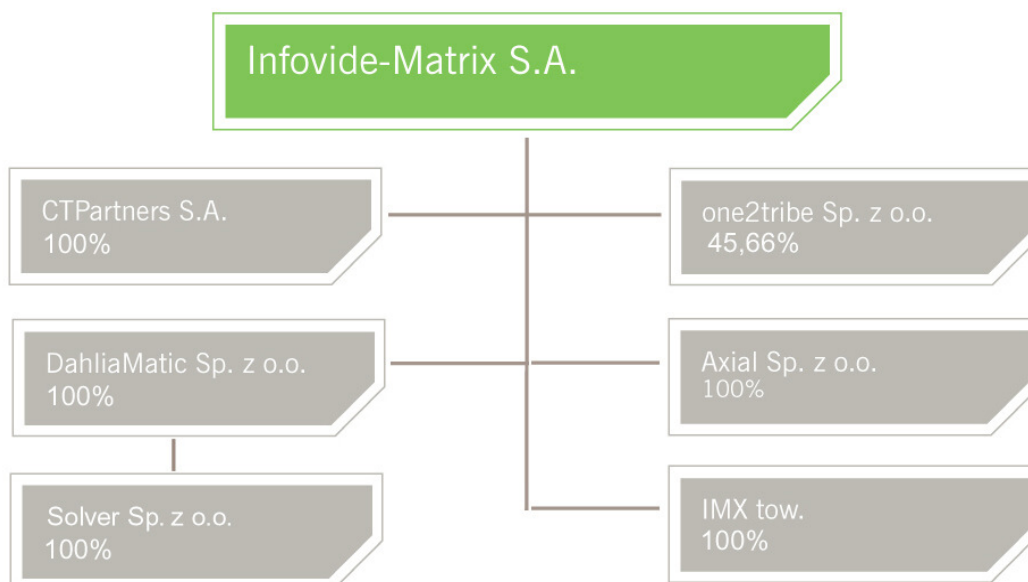 Infovide-Matrix S.A.
CTPartners S.A.
100%
one2tribe Sp. z o.o.
45,66%
DahliaMatic Sp. z o.o.
100%
Axial Sp. z o.o.
100%
Solver Sp. z o.o.
100%
IMX tow.
100%